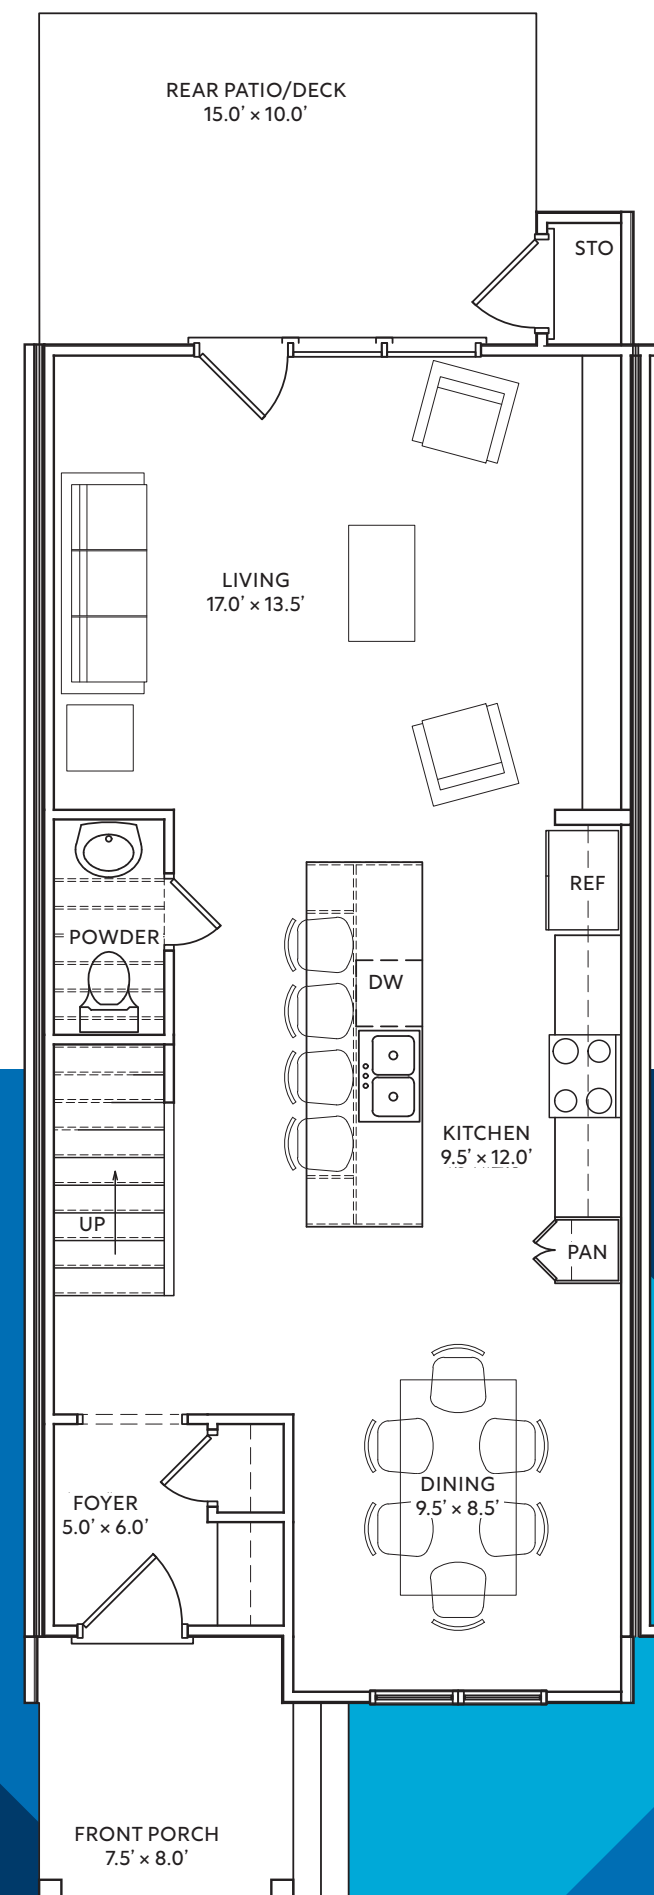 REAR PATIO/DECK
15.0’ × 10.0’
STO
LIVING
17.0’ × 13.5’
REF
POWDER
DW
KITCHEN
9.5’ × 12.0’
UP
PAN
DINING
9.5’ × 8.5’
FOYER
5.0’ × 6.0’
FRONT PORCH
7.5’ × 8.0’